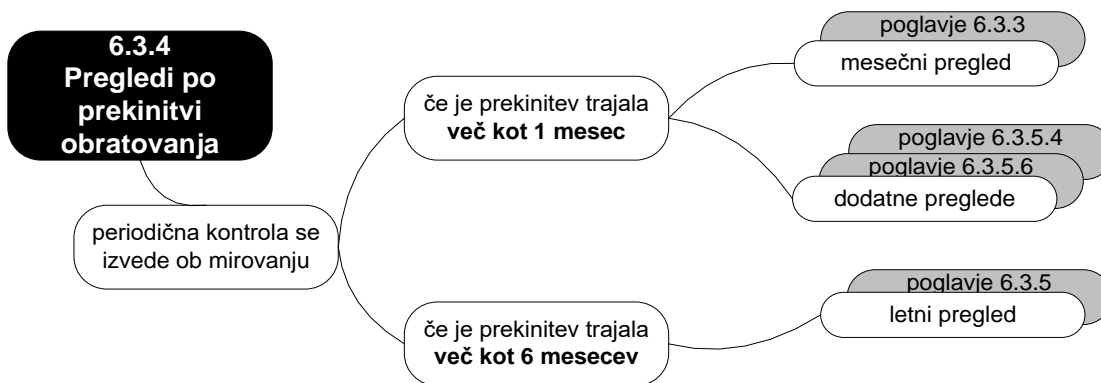 6.3.4
Pregledi po
prekinitvi
obratovanja
periodična kontrola se
izvede ob mirovanju
če je prekinitev trajala
več kot 1 mesec
poglavje 6.3.3
mesečni pregled
poglavje 6.3.5.4
poglavje 6.3.5.6
dodatne preglede
če je prekinitev trajala
več kot 6 mesecev
poglavje 6.3.5
letni pregled